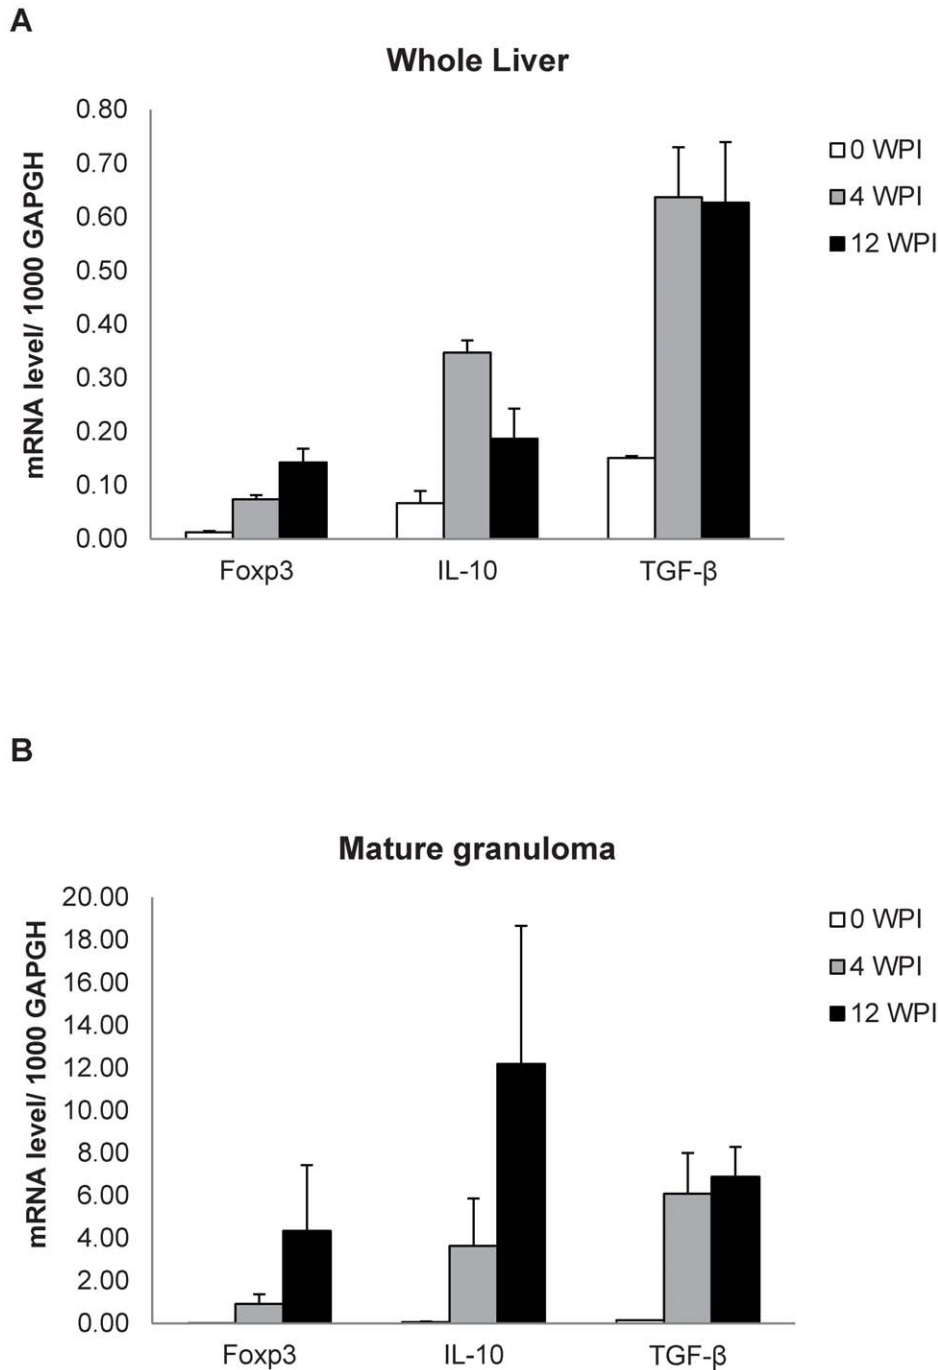 A
Whole Liver
mRNA level/ 1000 GAPGH
0.80
0.70
0.60
0.50
0.40
0.30
0.20
0.10
0.00
Foxp3 IL-10 TGF-β
0 WPI
4 WPI
12 WPI
B
Mature granuloma
mRNA level/ 1000 GAPGH
20.00
18.00
16.00
14.00
12.00
10.00
8.00
6.00
4.00
2.00
0.00
Foxp3 IL-10 TGF-β
0 WPI
4 WPI
12 WPI